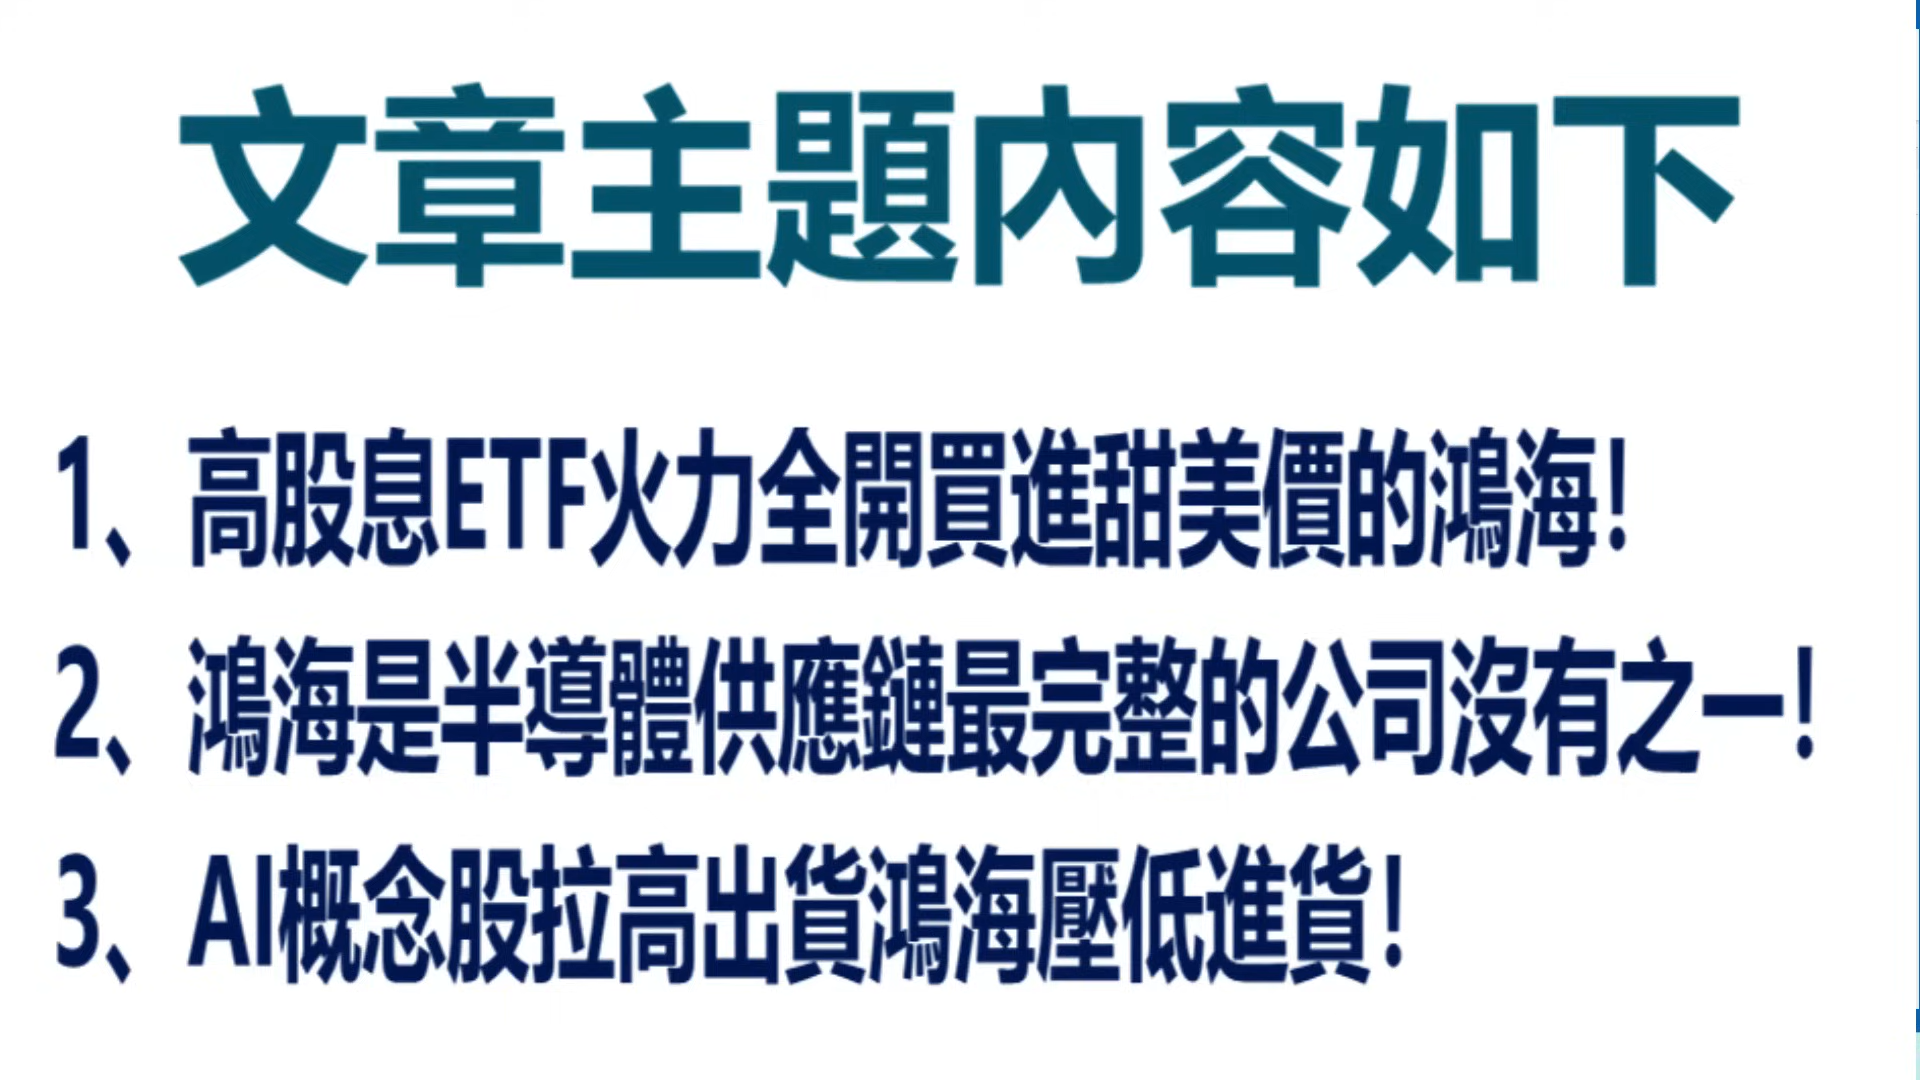 文章主題內容如下
1、高股息ETF火力全開買進甜美價的鴻海!
2、鴻海是半導體供應鏈最完整的公司沒有之一!
3、AI概念股拉高出貨鴻海壓低進貨!